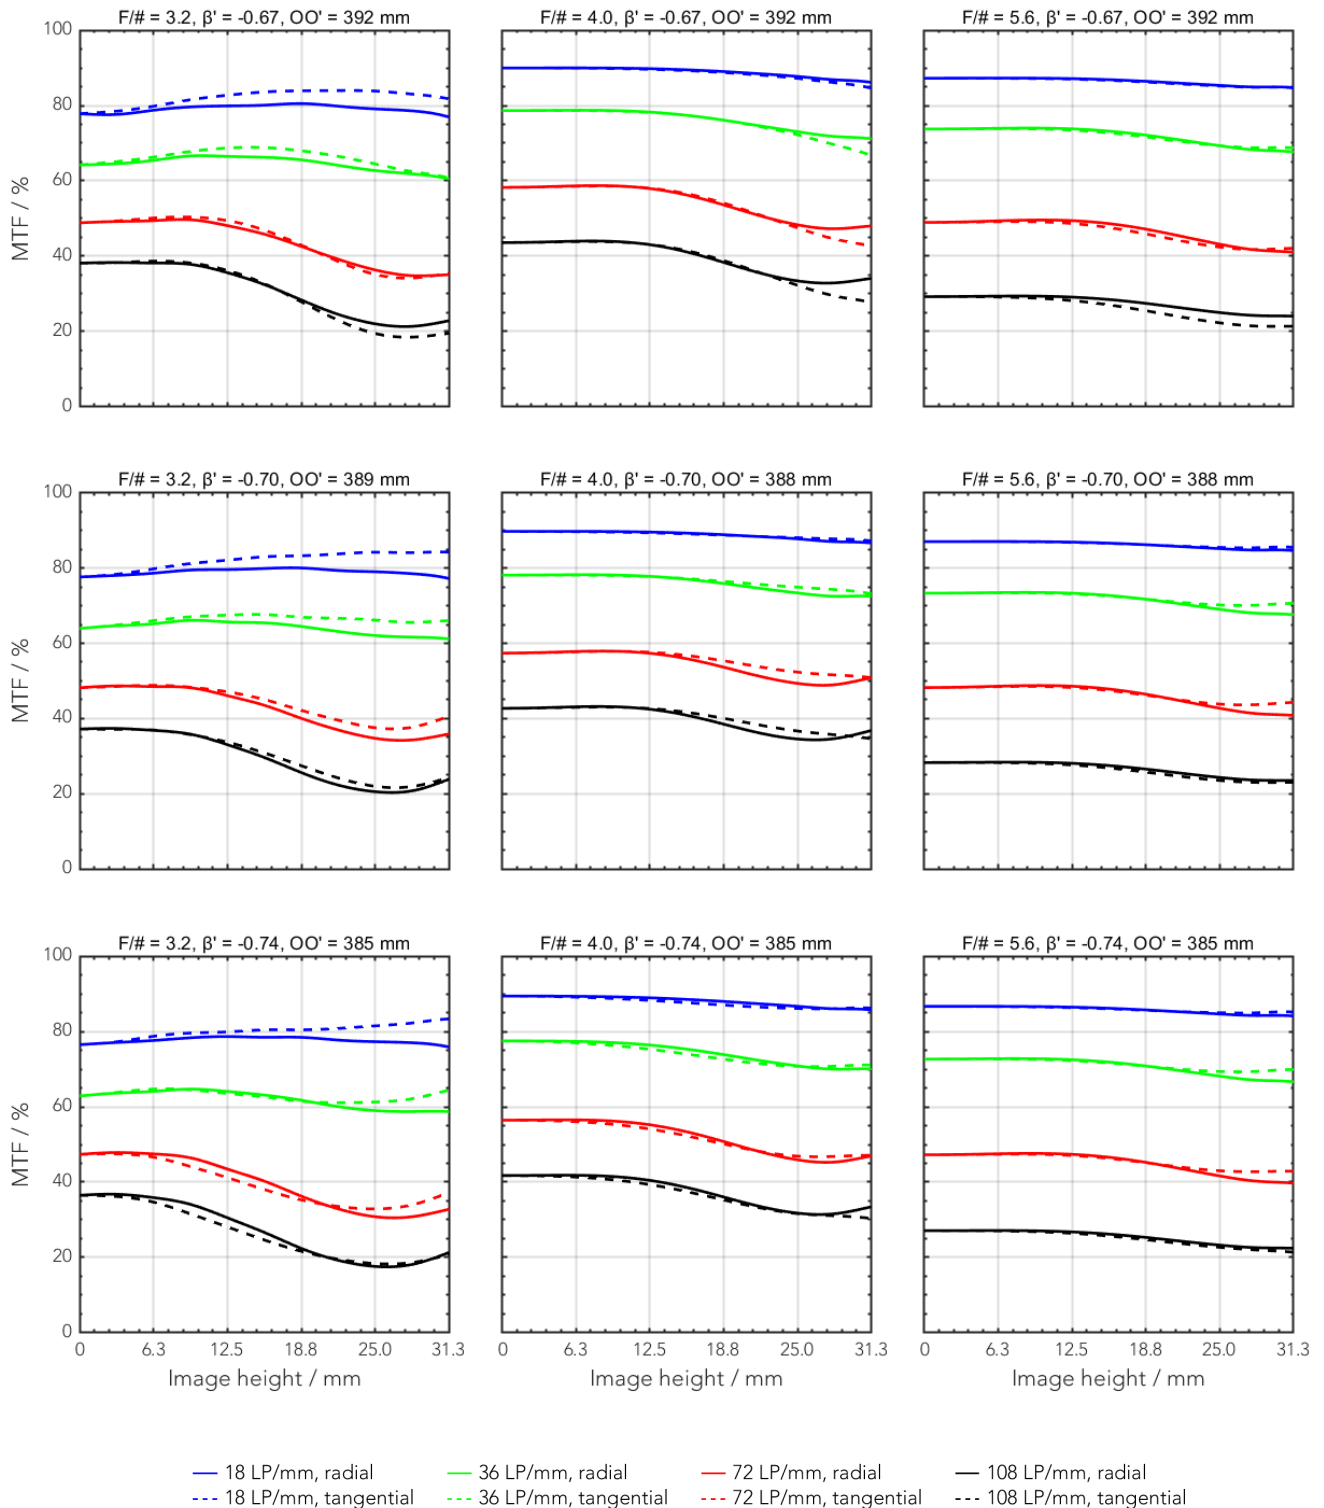 F/# = 3.2, β' = -0.67, OO' = 392 mm
F/# = 4.0, β' = -0.67, OO' = 392 mm
F/# = 5.6, β' = -0.67, OO' = 392 mm
100
80
60
40
20
0
MTF / %
F/# = 3.2, β' = -0.70, OO' = 389 mm
F/# = 4.0, β' = -0.70, OO' = 388 mm
F/# = 5.6, β' = -0.70, OO' = 388 mm
100
80
60
40
20
0
MTF / %
F/# = 3.2, β' = -0.74, OO' = 385 mm
F/# = 4.0, β' = -0.74, OO' = 385 mm
F/# = 5.6, β' = -0.74, OO' = 385 mm
100
80
60
40
20
0
MTF / %
0 6.3 12.5 18.8 25.0 31.3
0 6.3 12.5 18.8 25.0 31.3
0 6.3 12.5 18.8 25.0 31.3
Image height / mm
Image height / mm
Image height / mm
18 LP/mm, radial
36 LP/mm, radial
72 LP/mm, radial
108 LP/mm, radial
18 LP/mm, tangential
36 LP/mm, tangential
72 LP/mm, tangential
108 LP/mm, tangential